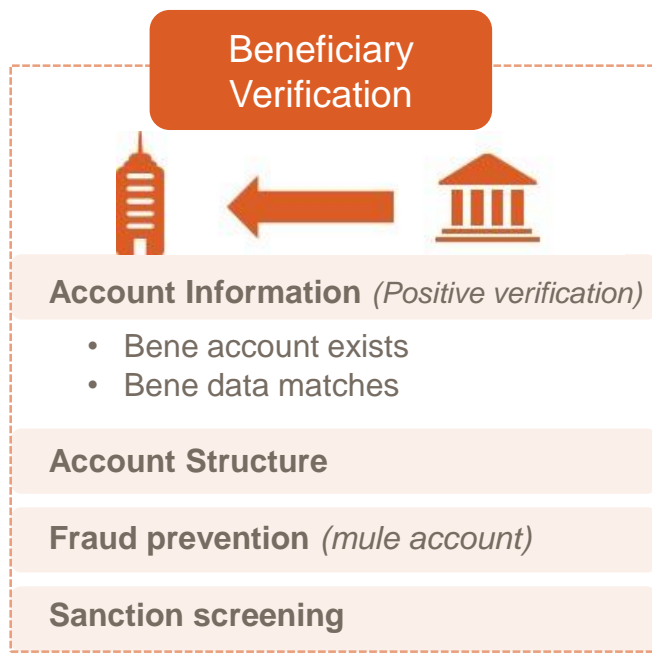 Beneficiary
Verification
Account Information (Positive verification)
• Bene account exists
• Bene data matches
Account Structure
Fraud prevention (mule account)
Sanction screening